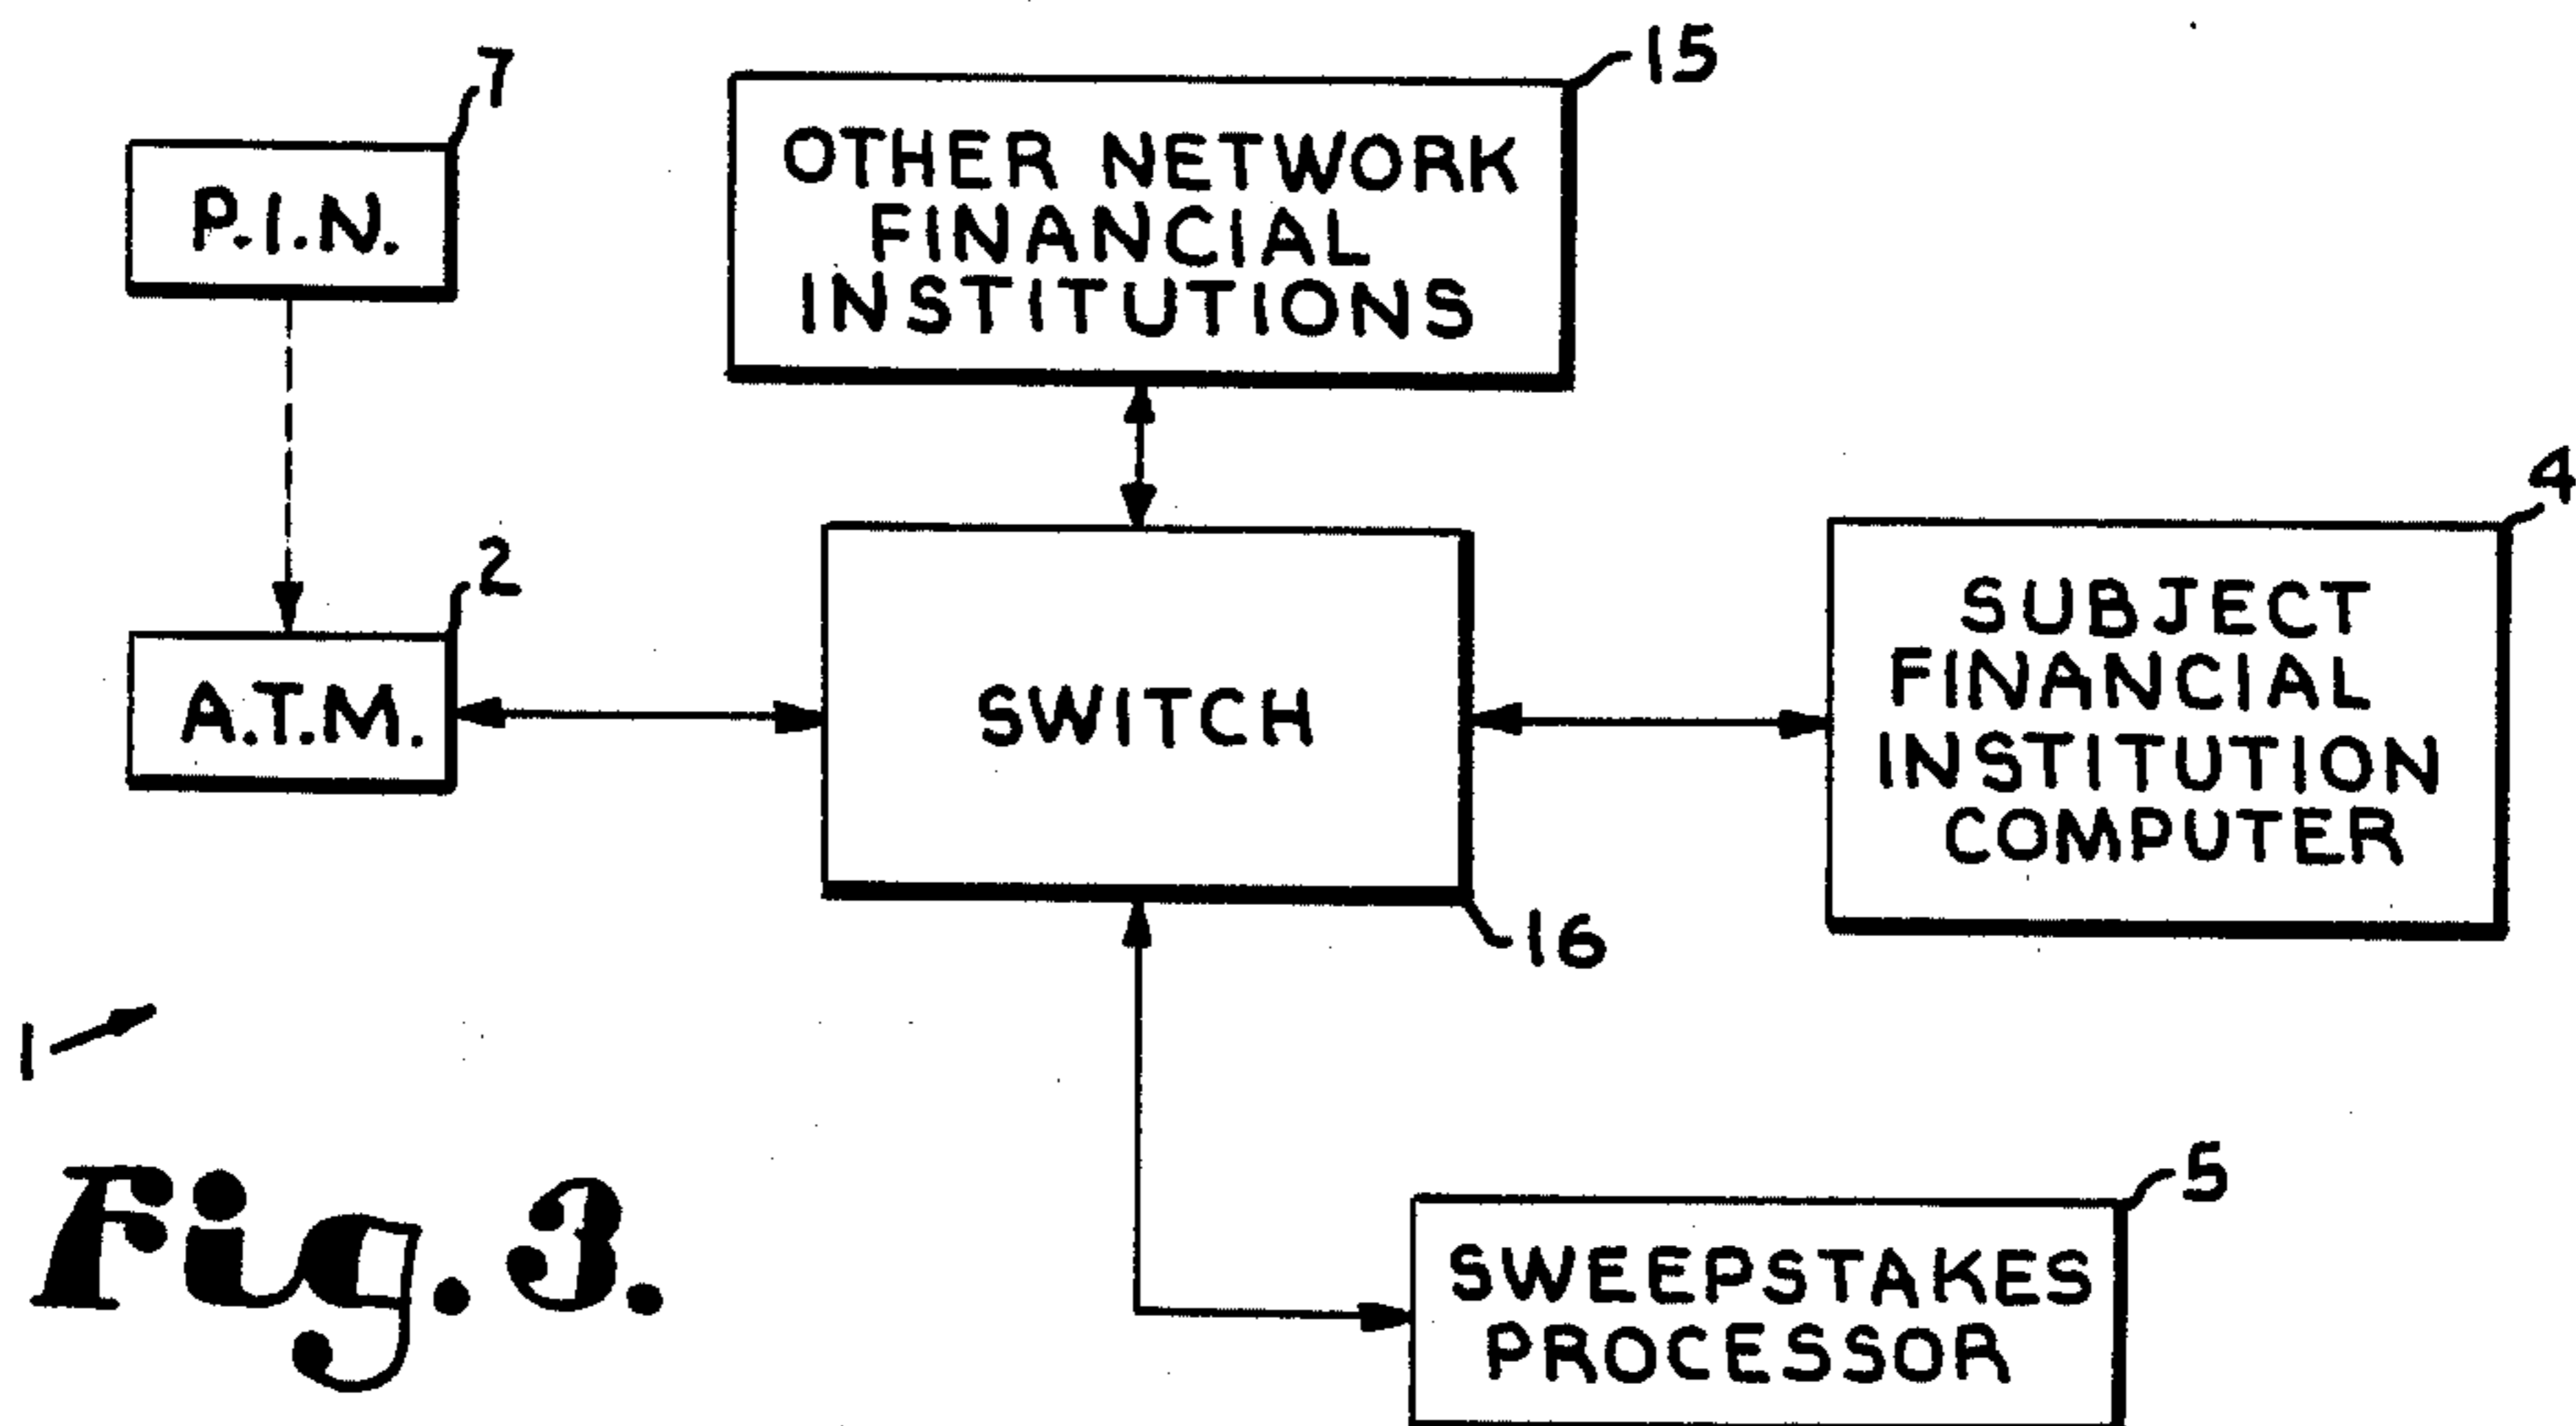 7
P.I.N.
15
OTHER NETWORK
FINANCIAL
INSTITUTIONS
2
A.T.M.
SWITCH
16
4
SUBJECT
FINANCIAL
INSTITUTION
COMPUTER
1
5
SWEEPSTAKES
PROCESSOR
Fig. 3.